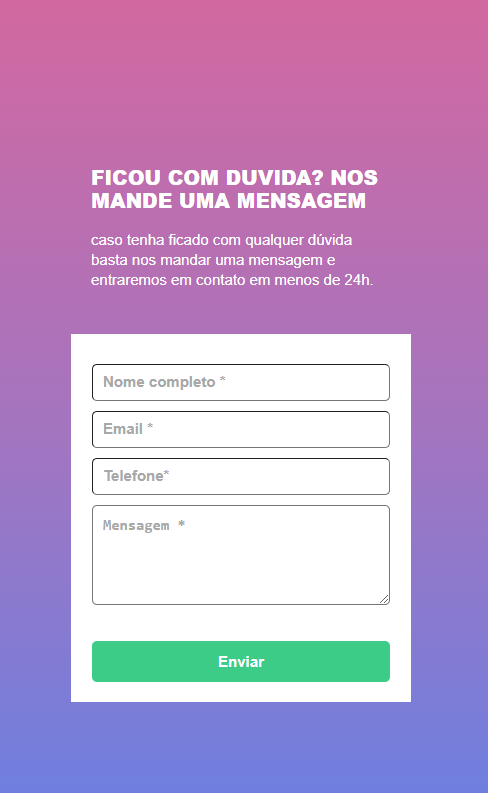 FICOU COM DUVIDA? NOS
MANDE UMA MENSAGEM
caso tenha ficado com qualquer dúvida
basta nos mandar uma mensagem e
entraremos em contato em menos de 24h.
Nome completo *
Email *
Telefone*
Mensagem *
Enviar